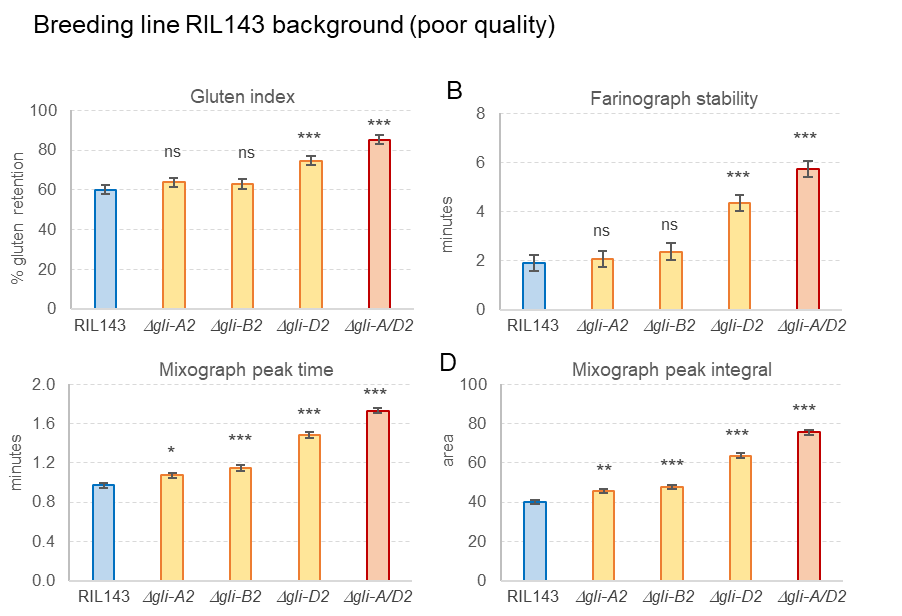 Breeding line RIL143 background (poor quality)
Gluten index
% gluten retention
100
80
60
40
20
0
ns
ns
***
***
RIL143
Δgli-A2
Δgli-B2
Δgli-D2
Δgli-A/D2
B
Farinograph stability
minutes
8
6
4
2
0
ns
ns
***
***
RIL143
Δgli-A2
Δgli-B2
Δgli-D2
Δgli-A/D2
Mixograph peak time
minutes
2.0
1.6
1.2
0.8
0.4
0.0
*
***
***
***
RIL143
Δgli-A2
Δgli-B2
Δgli-D2
Δgli-A/D2
D
Mixograph peak integral
area
100
80
60
40
20
0
**
***
***
***
RIL143
Δgli-A2
Δgli-B2
Δgli-D2
Δgli-A/D2